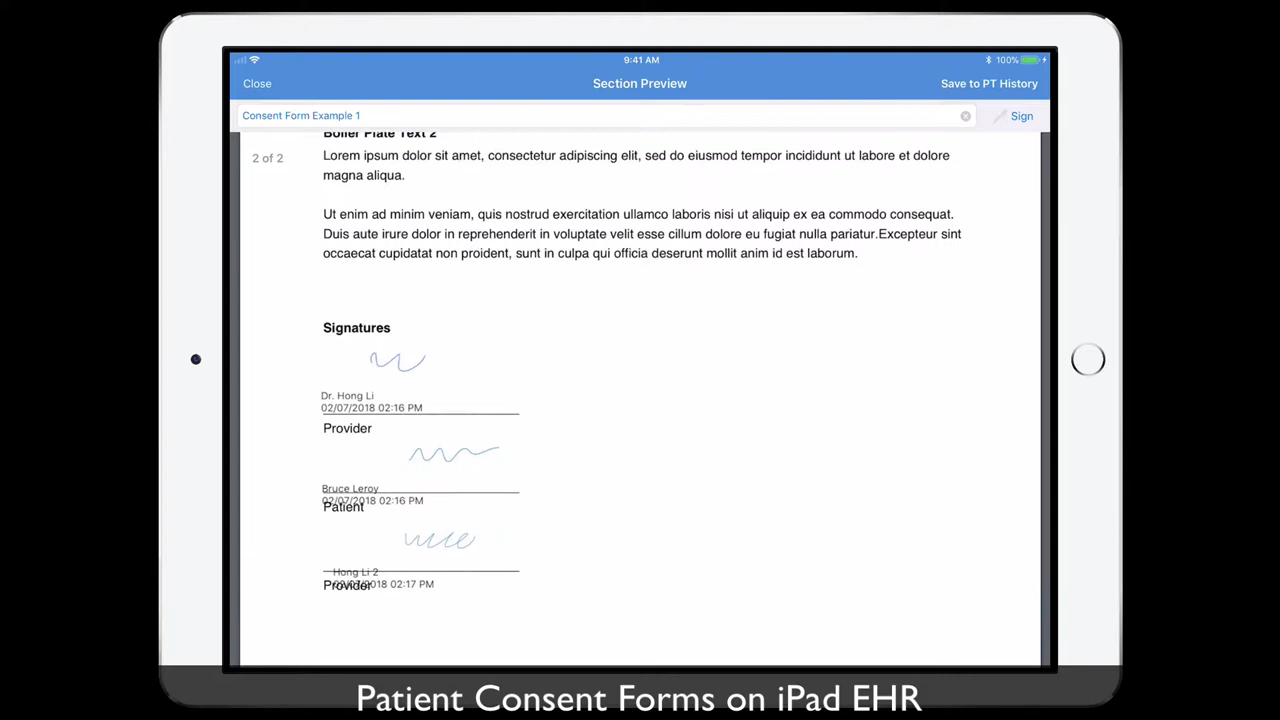 9:41 AM
100%
Close
Section Preview
Save to PT History
Consent Form Example 1
Sign
Boiler Plate Text 2
2 of 2
Lorem ipsum dolor sit amet, consectetur adipiscing elit, sed do eiusmod tempor incididunt ut labore et dolore
magna aliqua.
Ut enim ad minim veniam, quis nostrud exercitation ullamco laboris nisi ut aliquip ex ea commodo consequat.
Duis aute irure dolor in reprehenderit in voluptate velit esse cillum dolore eu fugiat nulla pariatur.Excepteur sint
occaecat cupidatat non proident, sunt in culpa qui officia deserunt mollit anim id est laborum.
Signatures
Dr. Hong Li
02/07/2018 02:16 PM
Provider
Bruce Leroy
02/07/2018 02:16 PM
Patient
Hong Li 2
02/07/2018 02:17 PM
Provider
Patient Consent Forms on iPad EHR